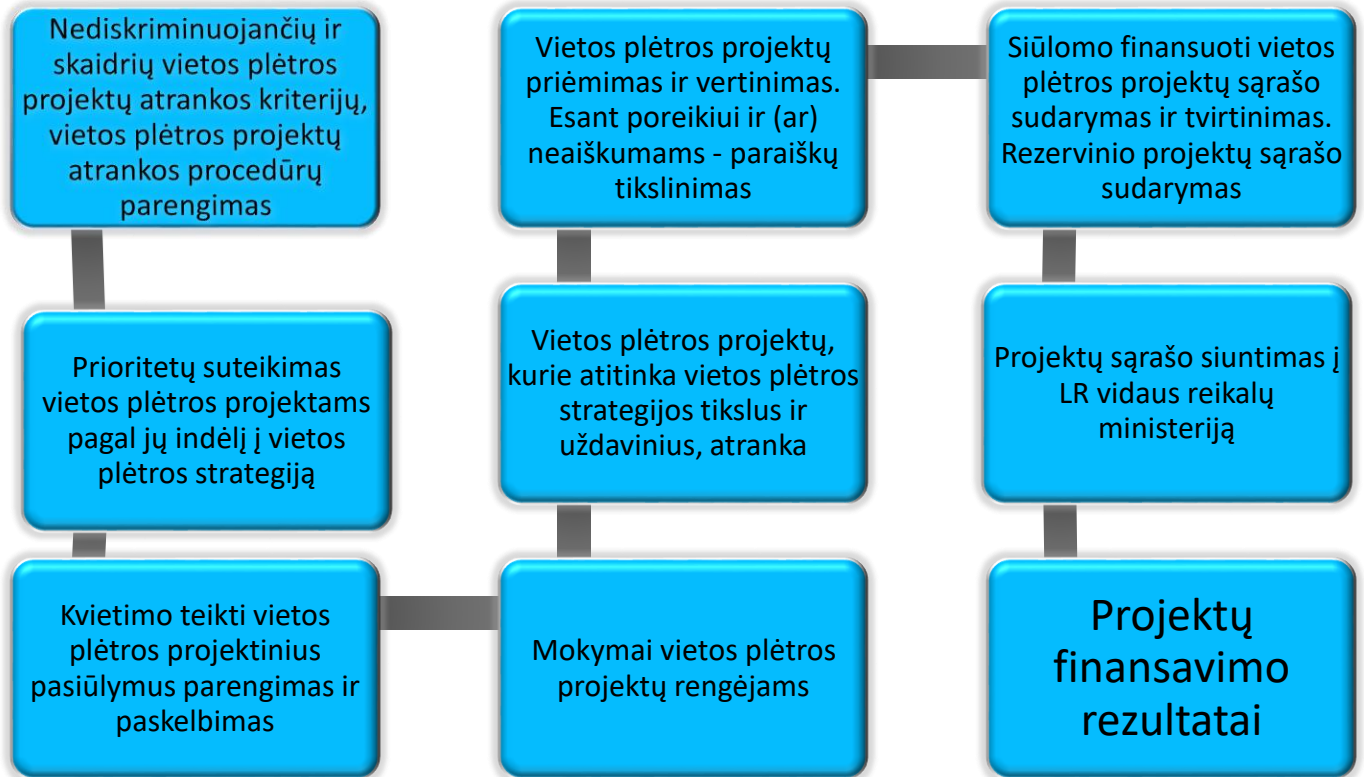 Nediskriminuojančių ir
skaidrių vietos plėtros
projektų atrankos kriterijų,
vietos plėtros projektų
atrankos procedūrų
parengimas
Prioritetų suteikimas
vietos plėtros projektams
pagal jų indėlį į vietos
plėtros strategiją
Kvietimo teikti vietos
plėtros projektinius
pasiūlymus parengimas ir
paskelbimas
Mokymai vietos plėtros
projektų rengėjams
Vietos plėtros projektų,
kurie atitinka vietos plėtros
strategijos tikslus ir
uždavinius, atranka
Vietos plėtros projektų
priėmimas ir vertinimas.
Esant poreikiui ir (ar)
neaiškumams - paraiškų
tikslinimas
Siūlomo finansuoti vietos
plėtros projektų sąrašo
sudarymas ir tvirtinimas.
Rezervinio projektų sąrašo
sudarymas
Projektų sąrašo siuntimas į
LR vidaus reikalų
ministeriją
Projektų
finansavimo
rezultatai